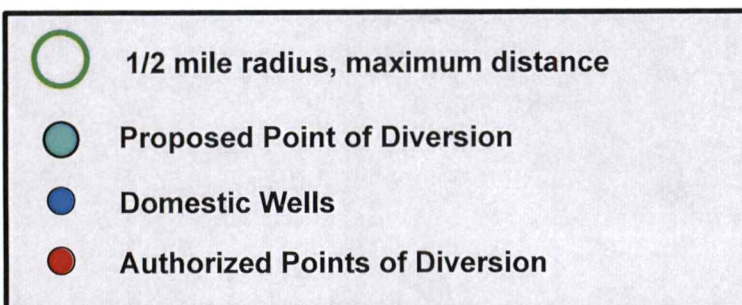 1/2 mile radius, maximum distance
Proposed Point of Diversion
Domestic Wells
Authorized Points of Diversion